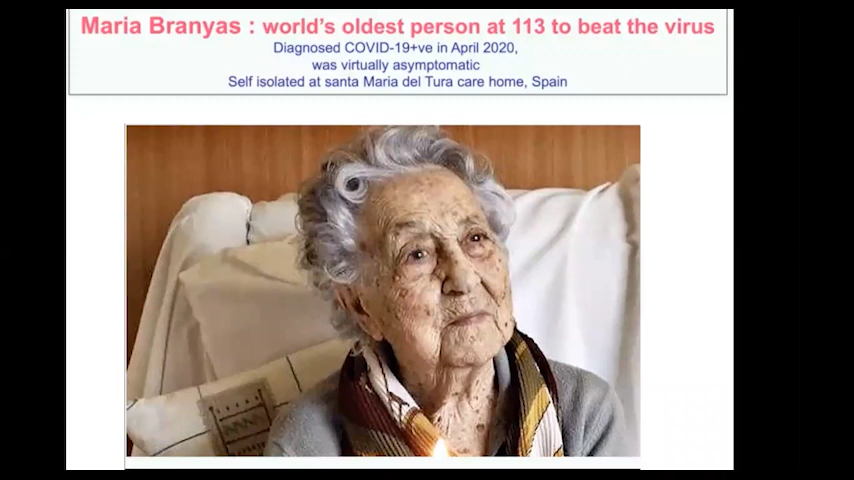 Maria Branyas : world's oldest person at 113 to beat the virus
Diagnosed COVID-19+ve in April 2020,
was virtually asymptomatic
Self isolated at santa Maria del Tura care home, Spain